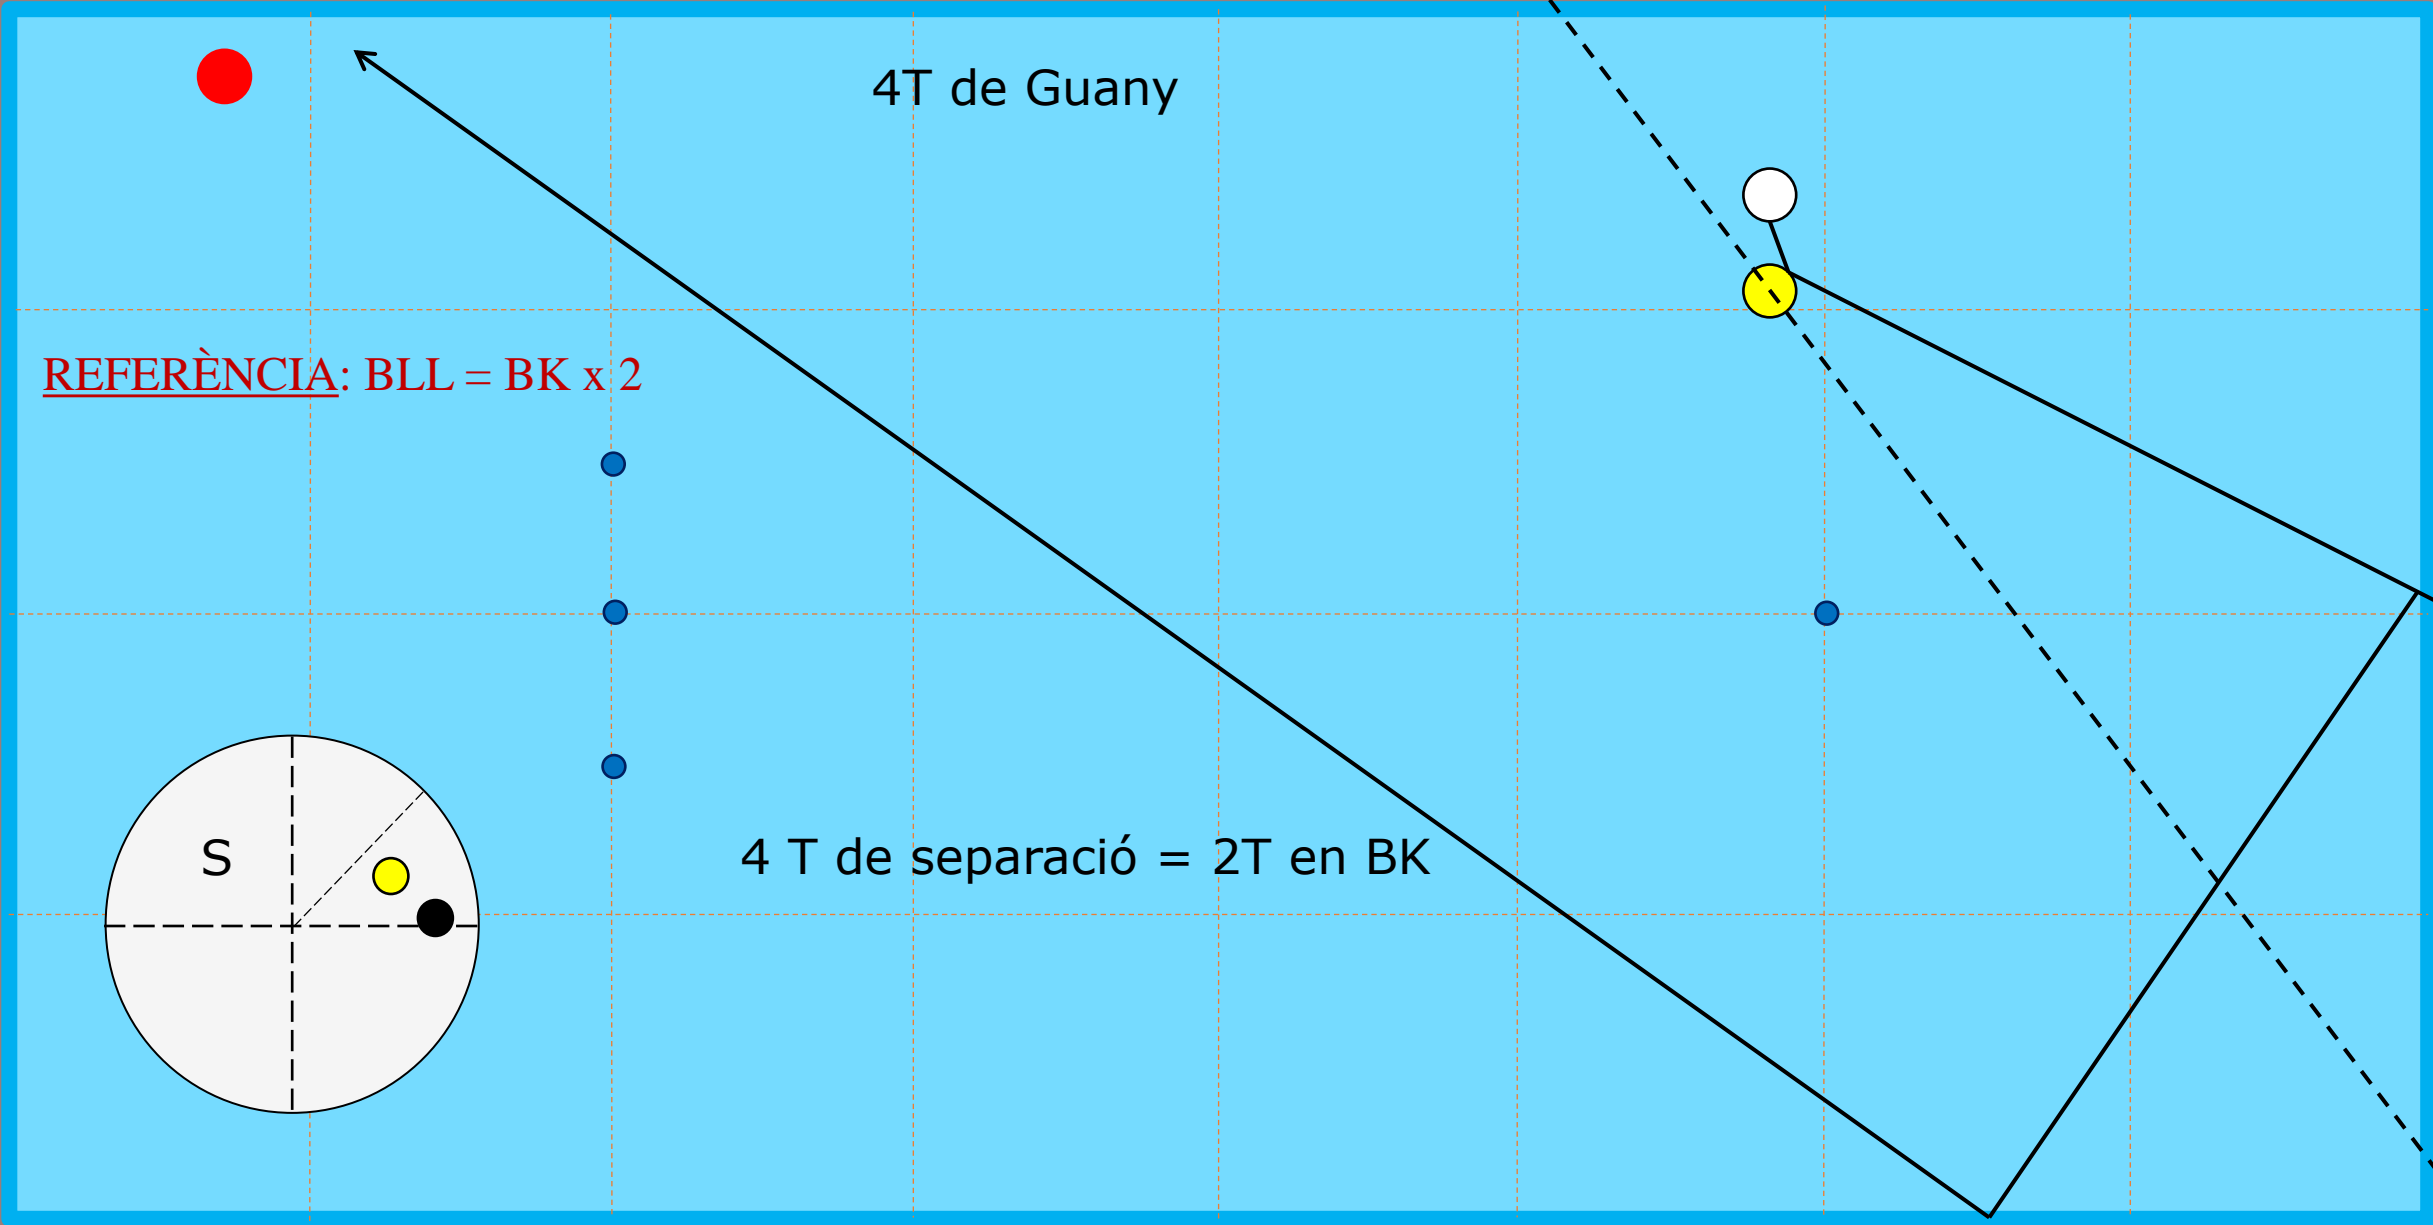 4T de Guany
REFERÈNCIA: BLL = BK x 2
S
4 T de separació = 2T en BK